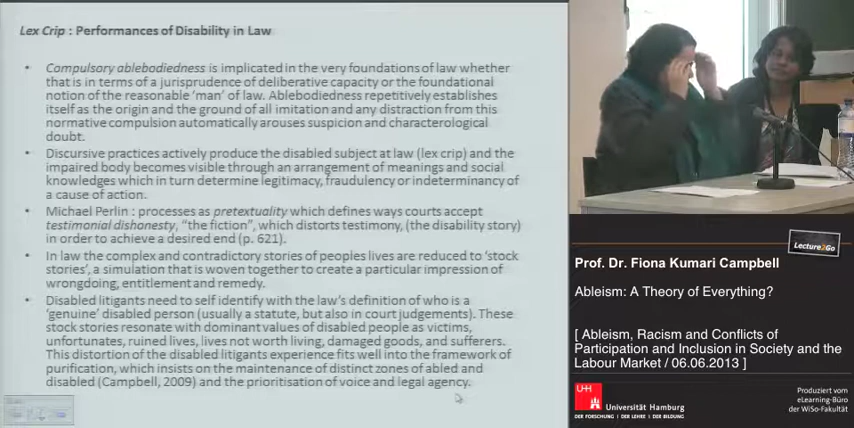 Lex Crip : Performances of Disability in Law
• Compulsory ablebodiedness is implicated in the very foundations of law whether
that is in terms of a jurisprudence of deliberative capacity or the foundational
notion of the reasonable 'man' of law. Ablebodiedness repetitively establishes
itself as the origin and the ground of all imitation and any distraction from this
normative compulsion automatically arouses suspicion and characterological
doubt.
• Discursive practices actively produce the disabled subject at law (lex crip) and the
impaired body becomes visible through an arrangement of meanings and social
knowledges which in turn determine legitimacy, fraudulency or indeterminancy of
a cause of action.
• Michael Perlin : processes as pretextuality which defines ways courts accept
testimonial dishonesty, "the fiction", which distorts testimony, (the disability story)
in order to achieve a desired end (p. 621).
• In law the complex and contradictory stories of peoples lives are reduced to 'stock
stories', a simulation that is woven together to create a particular impression of
wrongdoing, entitlement and remedy.
• Disabled litigants need to self identify with the law's definition of who is a
'genuine' disabled person (usually a statute, but also in court judgements). These
stock stories resonate with dominant values of disabled people as victims,
unfortunates, ruined lives, lives not worth living, damaged goods, and sufferers.
This distortion of the disabled litigants experience fits well into the framework of
purification, which insists on the maintenance of distinct zones of abled and
disabled (Campbell, 2009) and the prioritisation of voice and legal agency.
Lecture2Go
Prof. Dr. Fiona Kumari Campbell
Ableism: A Theory of Everything?
[ Ableism, Racism and Conflicts of
Participation and Inclusion in Society and the
Labour Market / 06.06.2013 ]
UH
Universität Hamburg
DER FORSCHUNG | DER LEHRE | DER BILDUNG
Produziert vom
eLearning-Büro
der WiSo-Fakultät